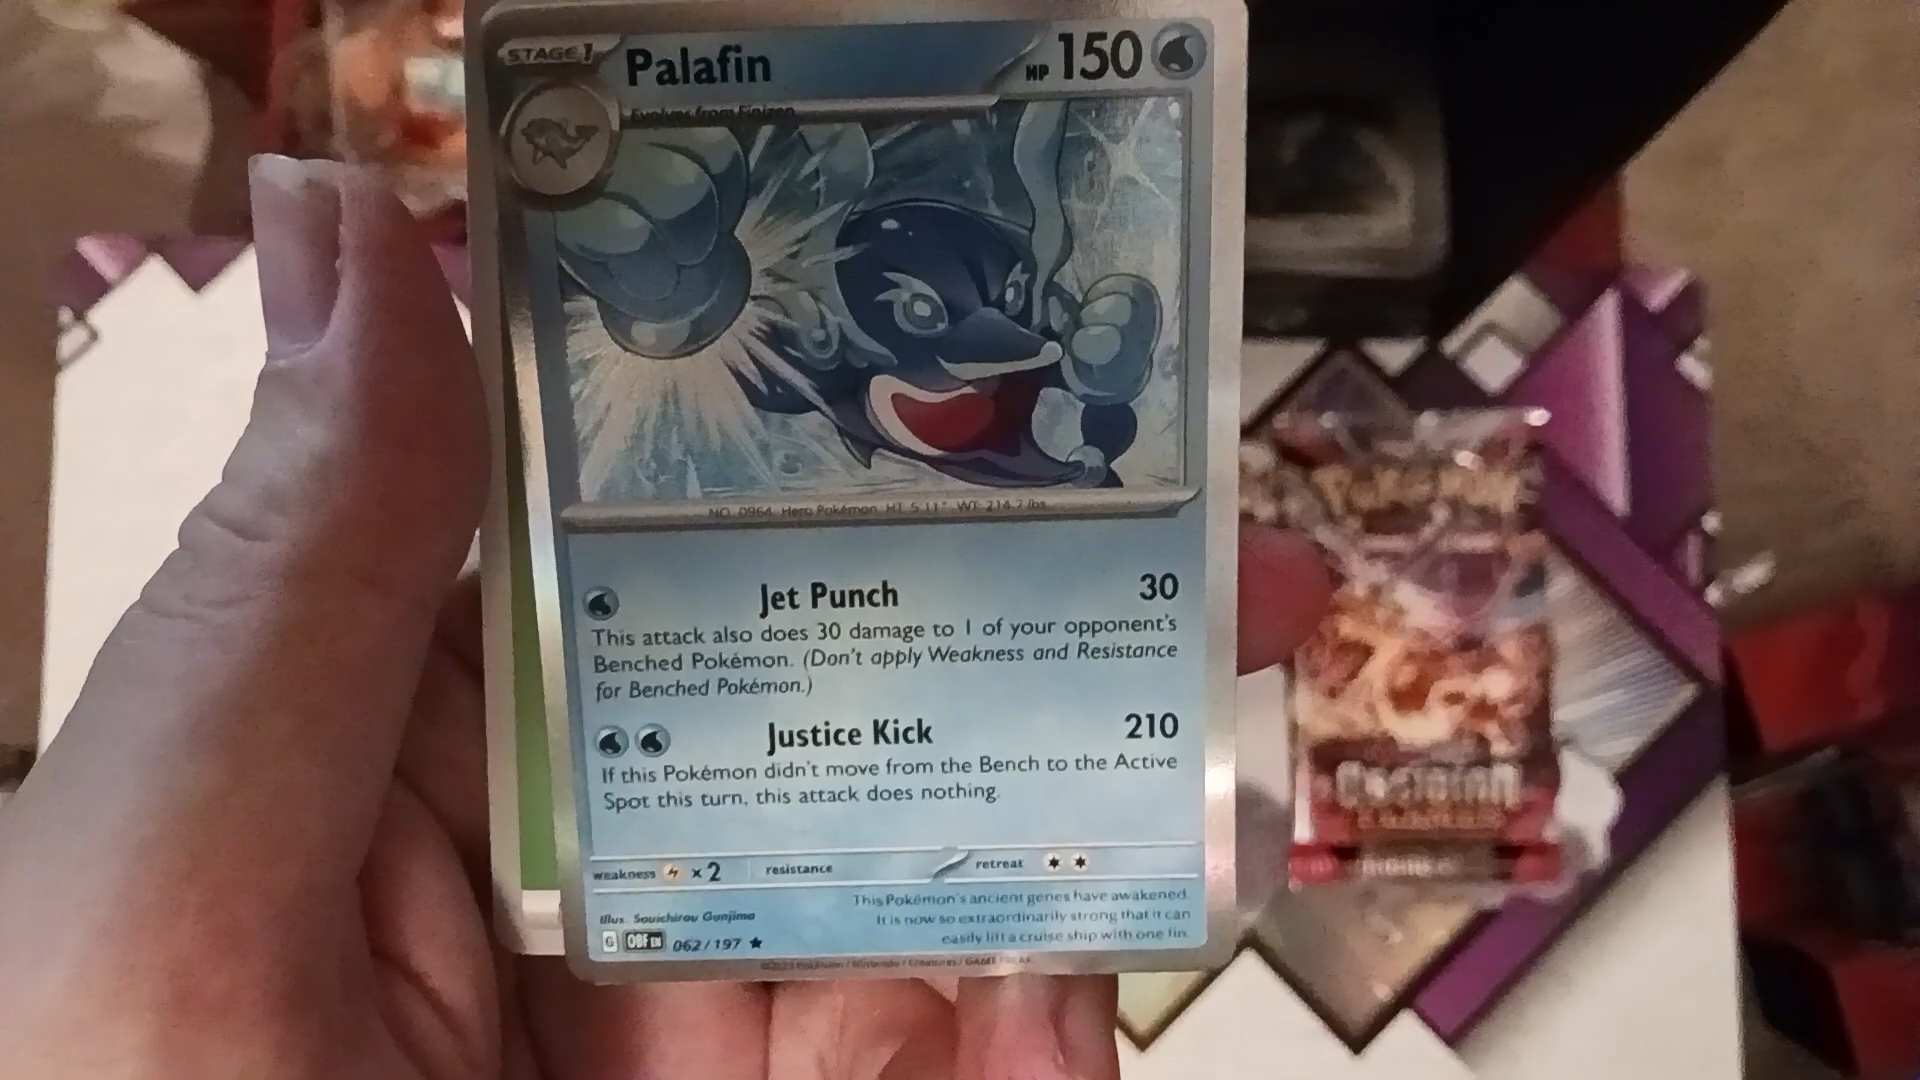 STAGE 1
Palafin
HP 150
Evolves from Finizen
NO. 0964 Hero Pokémon HT: 5'11" WT: 214.7 lbs.
Jet Punch 30
This attack also does 30 damage to 1 of your opponent's
Benched Pokémon. (Don't apply Weakness and Resistance
for Benched Pokémon.)
Justice Kick 210
If this Pokémon didn't move from the Bench to the Active
Spot this turn, this attack does nothing.
weakness ×2 resistance retreat
Illus. Souichirou Gunjima
This Pokémon's ancient genes have awakened.
It is now so extraordinarily strong that it can
easily lift a cruise ship with one fin.
G OBF EN 062/197 ★
©2023 Pokémon / Nintendo / Creatures / GAME FREAK
POKéMON
OBSIDIAN